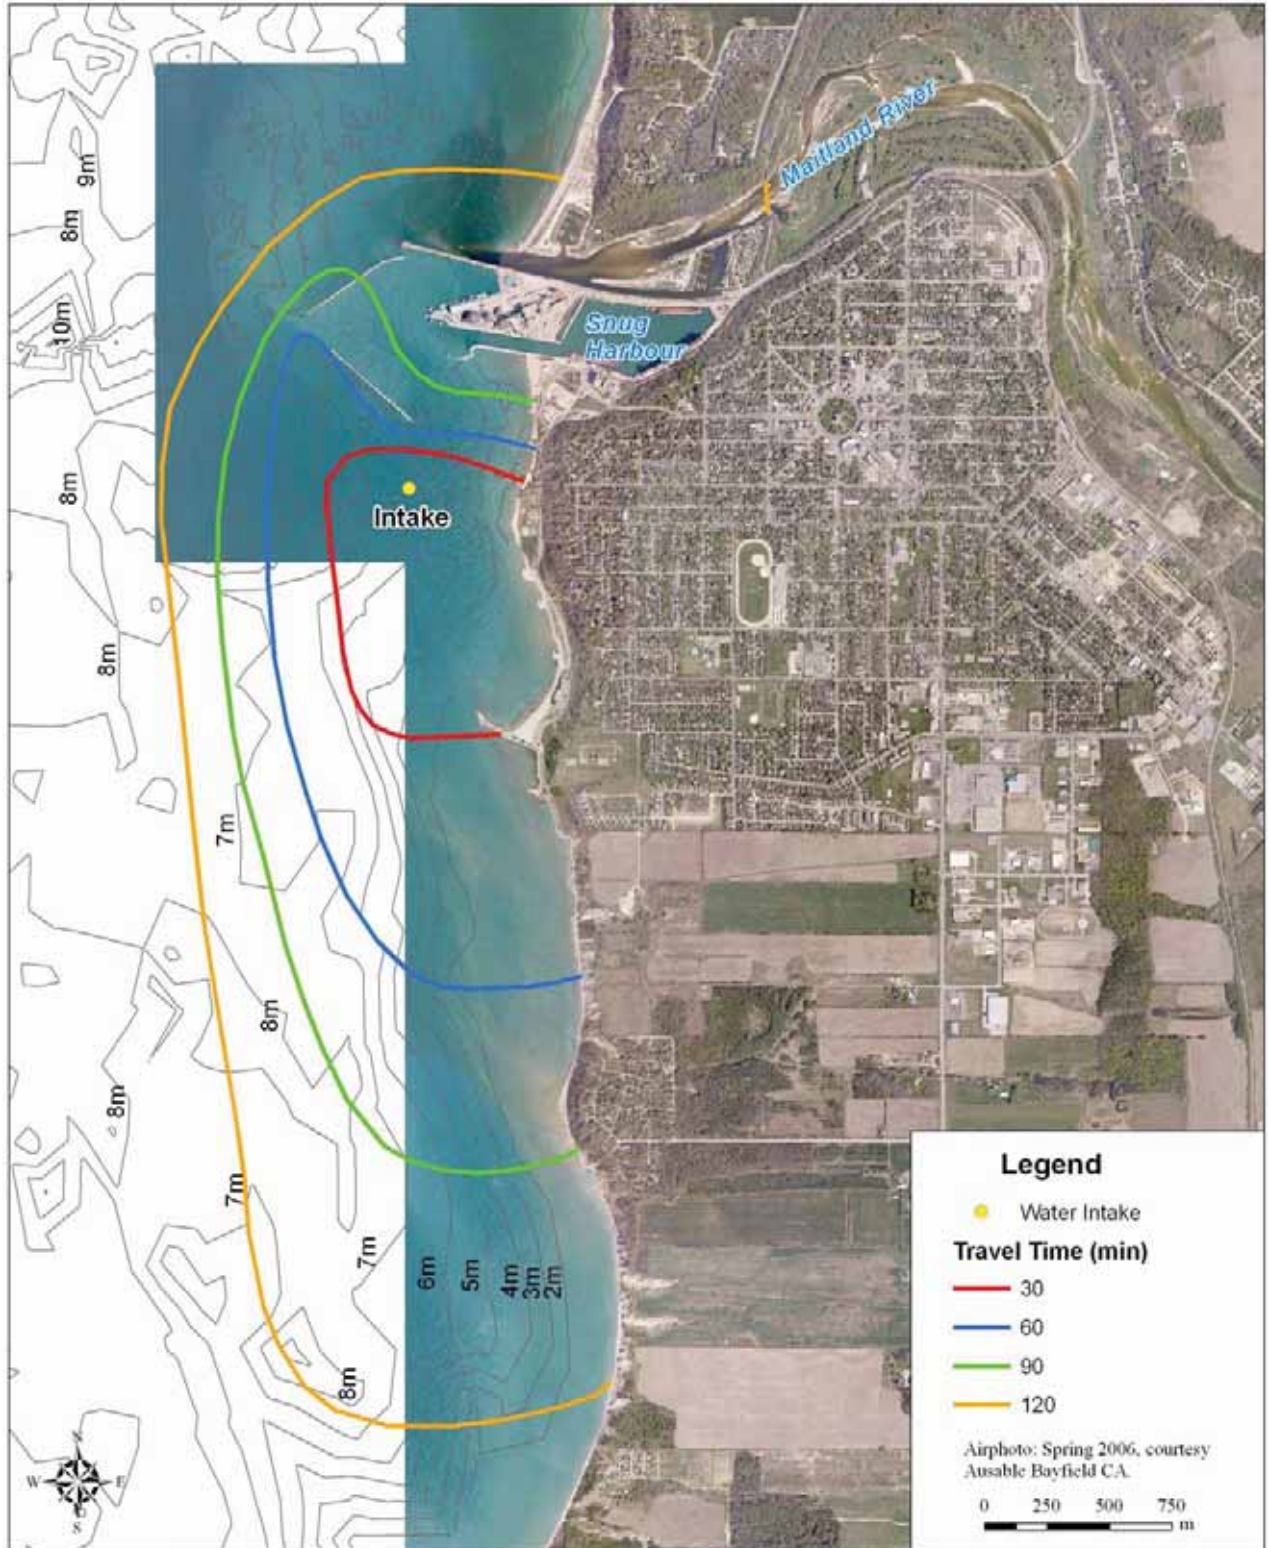 Maitland River
9m
8m
10m
Snug
Harbour
8m
Intake
8m
7m
8m
8m
7m
7m
6m
5m
4m
3m
2m
8m
Legend
Water Intake
Travel Time (min)
30
60
90
120
Airphoto: Spring 2006, courtesy
Ausable Bayfield CA.
0 250 500 750
m
N
W E
S